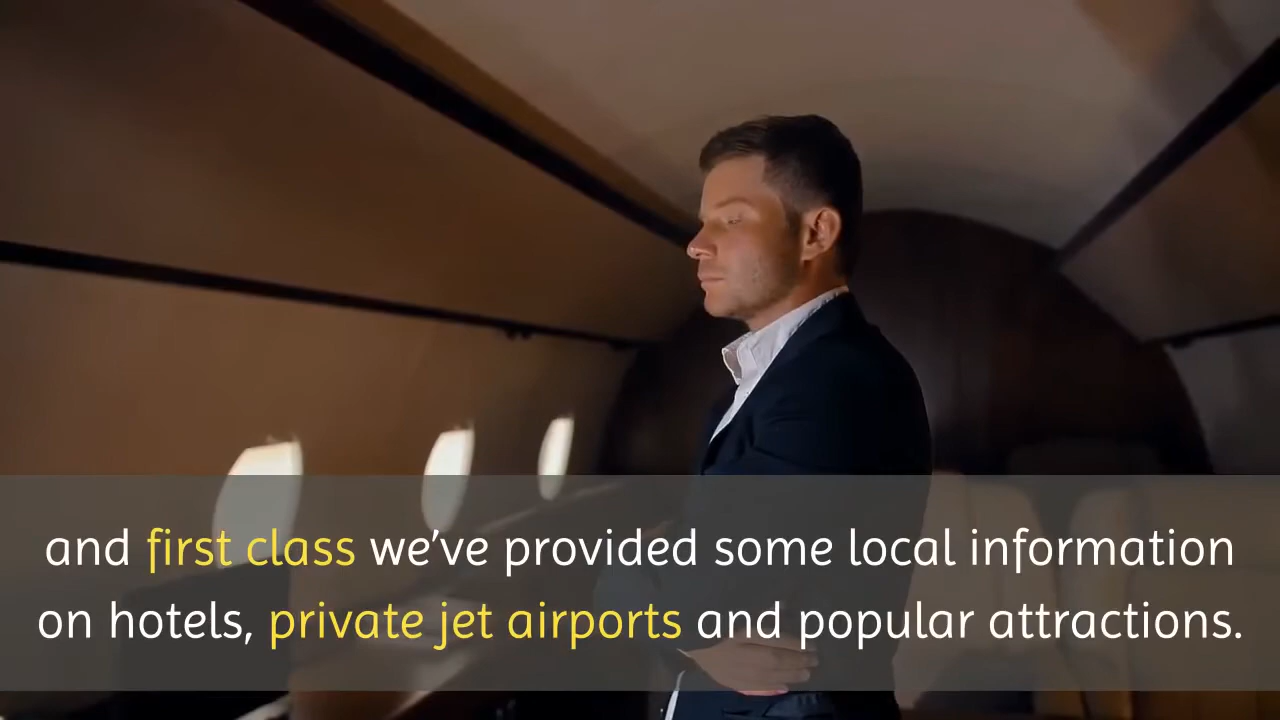 and first class we’ve provided some local information
on hotels, private jet airports and popular attractions.